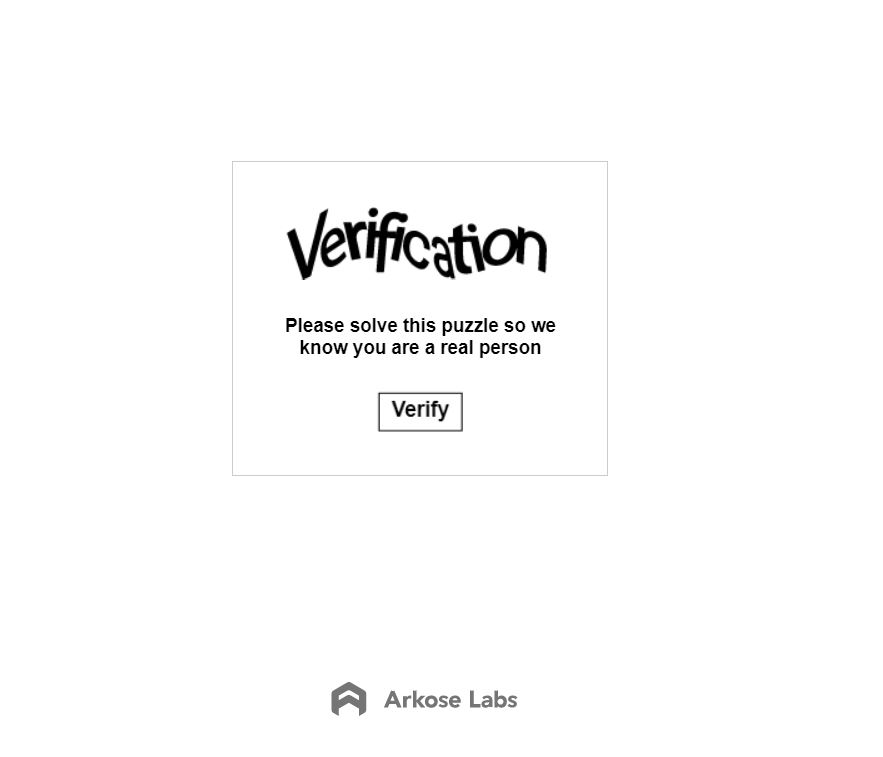 Verification
Please solve this puzzle so we
know you are a real person
Verify
Arkose Labs